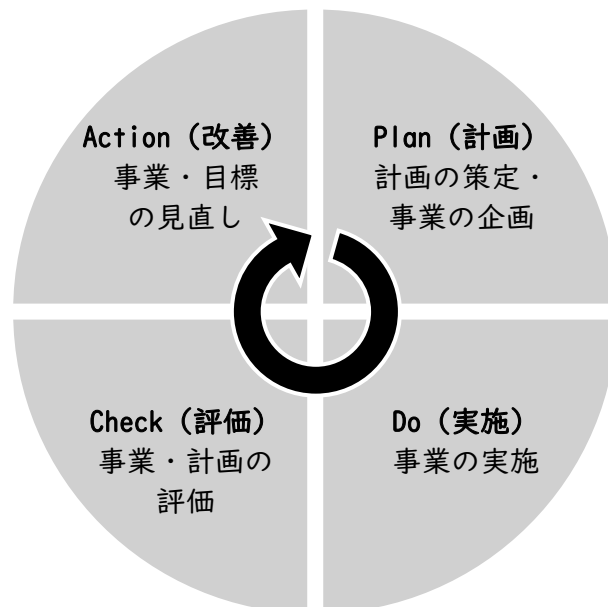 Action（改善）
事業・目標
の見直し
Plan（計画）
計画の策定・
事業の企画
Check（評価）
事業・計画の
評価
Do（実施）
事業の実施